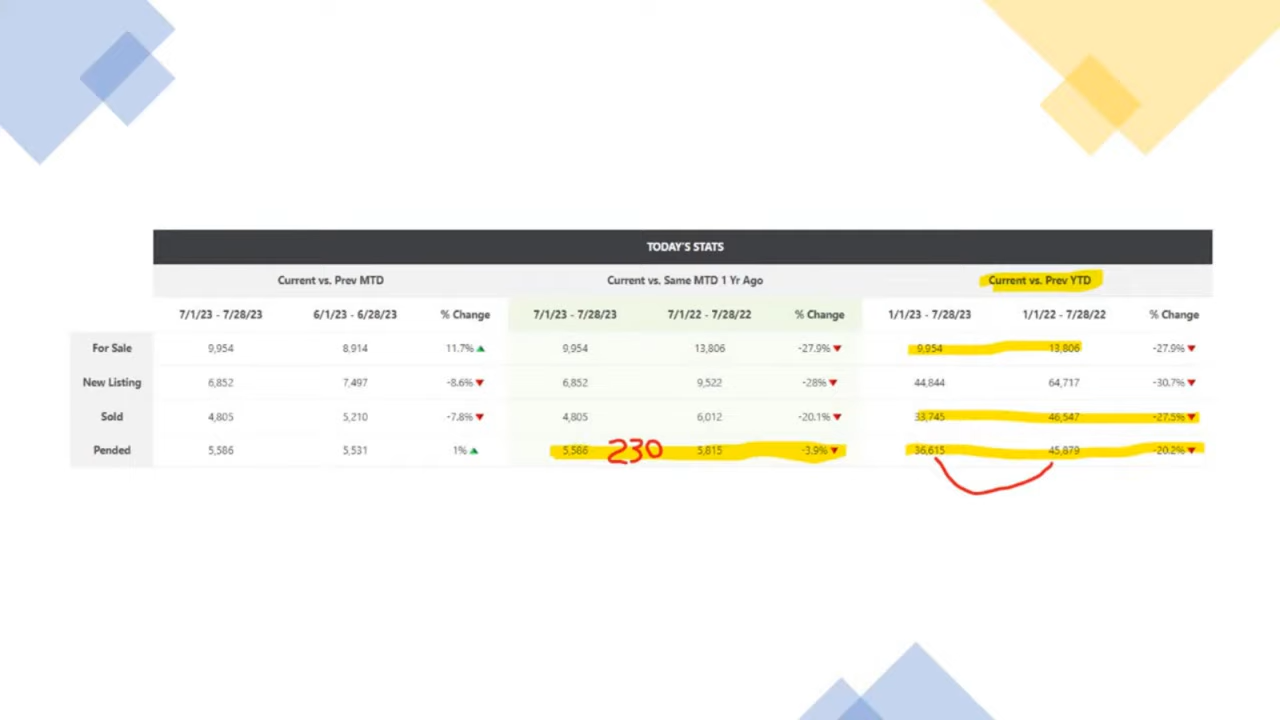 TODAY'S STATS
Current vs. Prev MTD Current vs. Same MTD 1 Yr Ago Current vs. Prev YTD
7/1/23 - 7/28/23 6/1/23 - 6/28/23 % Change 7/1/23 - 7/28/23 7/1/22 - 7/28/22 % Change 1/1/23 - 7/28/23 1/1/22 - 7/28/22 % Change
For Sale 9,954 8,914 11.7% 9,954 13,806 -27.9% 9,954 13,806 -27.9%
New Listing 6,852 7,497 -8.6% 6,852 9,522 -28% 44,844 64,717 -30.7%
Sold 4,805 5,210 -7.8% 4,805 6,012 -20.1% 33,745 46,547 -27.5%
Pended 5,586 5,531 1% 5,586 230 5,815 -3.9% 36,615 45,879 -20.2%